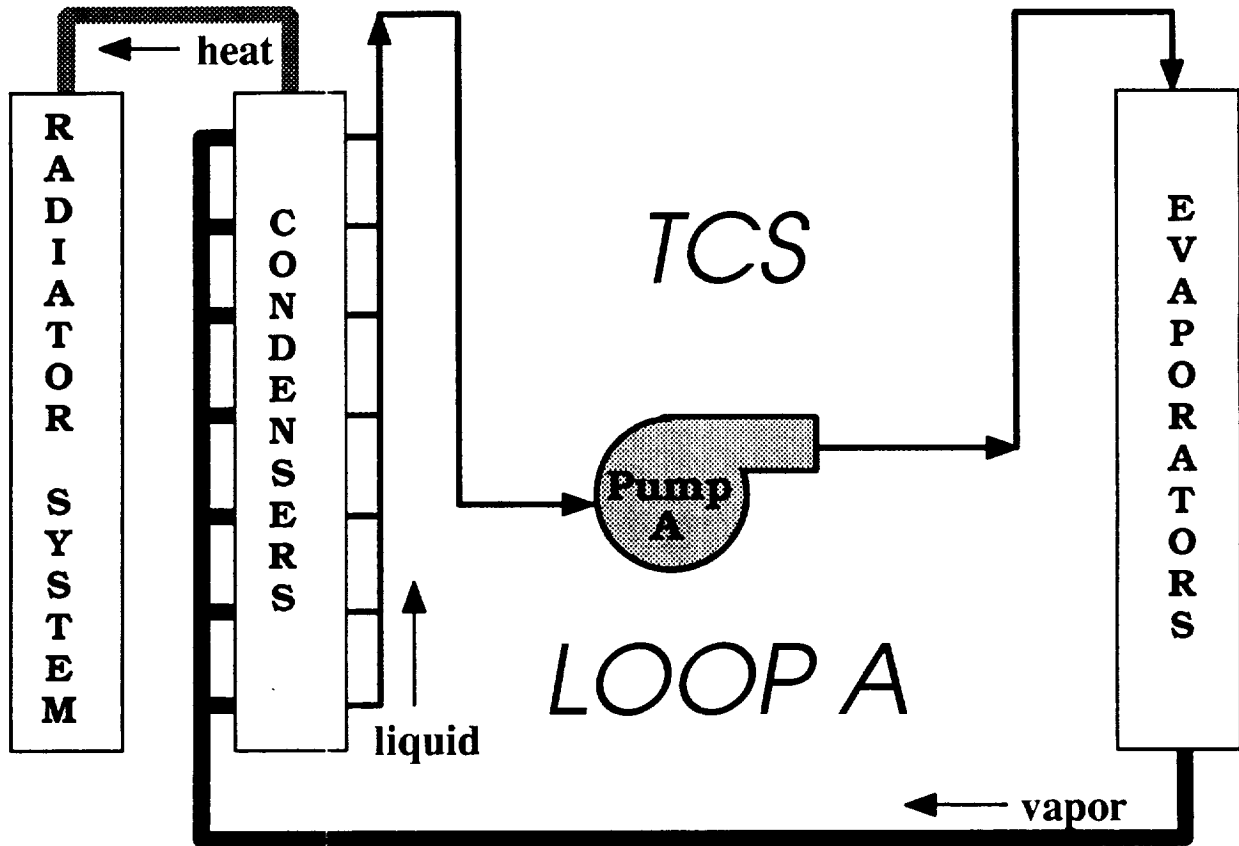 heat
RADIATOR SYSTEM
CONDENSERS
TCS
EVAPORATORS
Pump
A
LOOP A
liquid
vapor